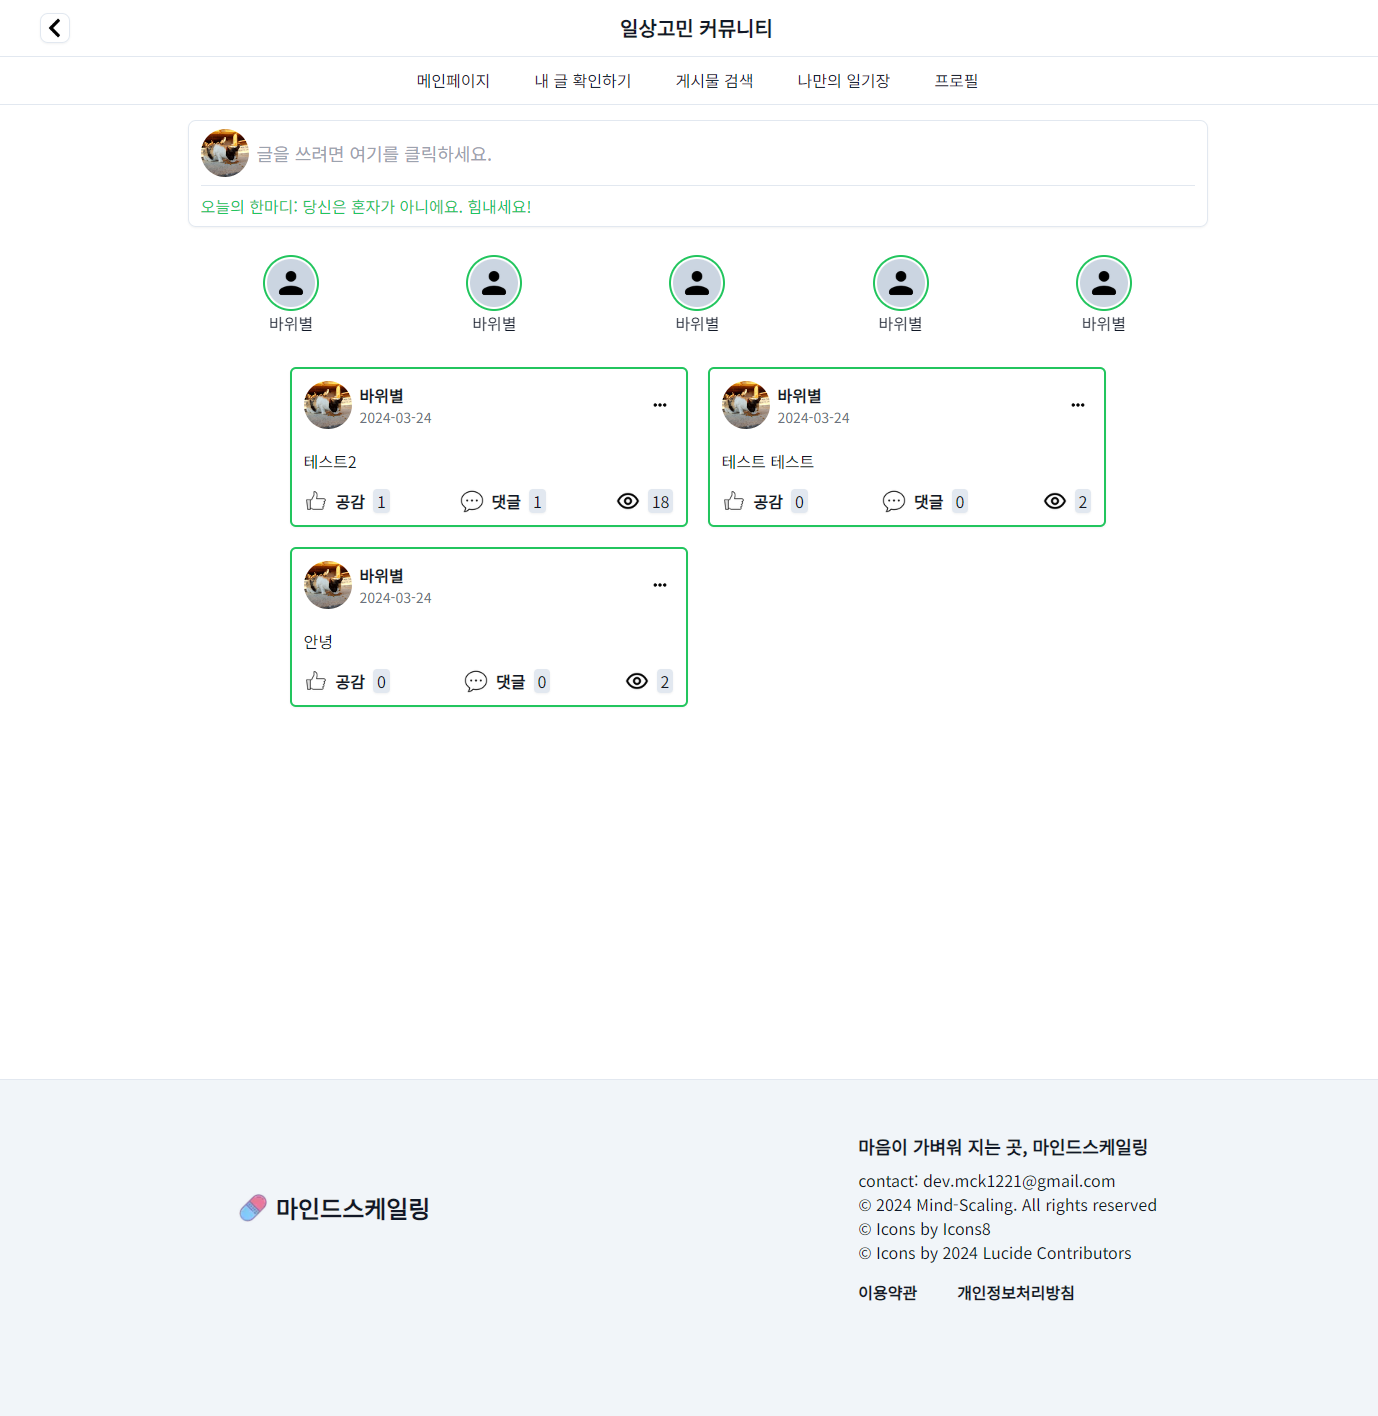 일상고민 커뮤니티
메인페이지 내 글 확인하기 게시물 검색 나만의 일기장 프로필
글을 쓰려면 여기를 클릭하세요.
오늘의 한마디: 당신은 혼자가 아니에요. 힘내세요!
바위별 바위별 바위별 바위별 바위별
바위별
2024-03-24
테스트2
공감 1 댓글 1 18
바위별
2024-03-24
테스트 테스트
공감 0 댓글 0 2
바위별
2024-03-24
안녕
공감 0 댓글 0 2
마인드스케일링
마음이 가벼워 지는 곳, 마인드스케일링
contact: dev.mck1221@gmail.com
© 2024 Mind-Scaling. All rights reserved
© Icons by Icons8
© Icons by 2024 Lucide Contributors
이용약관 개인정보처리방침